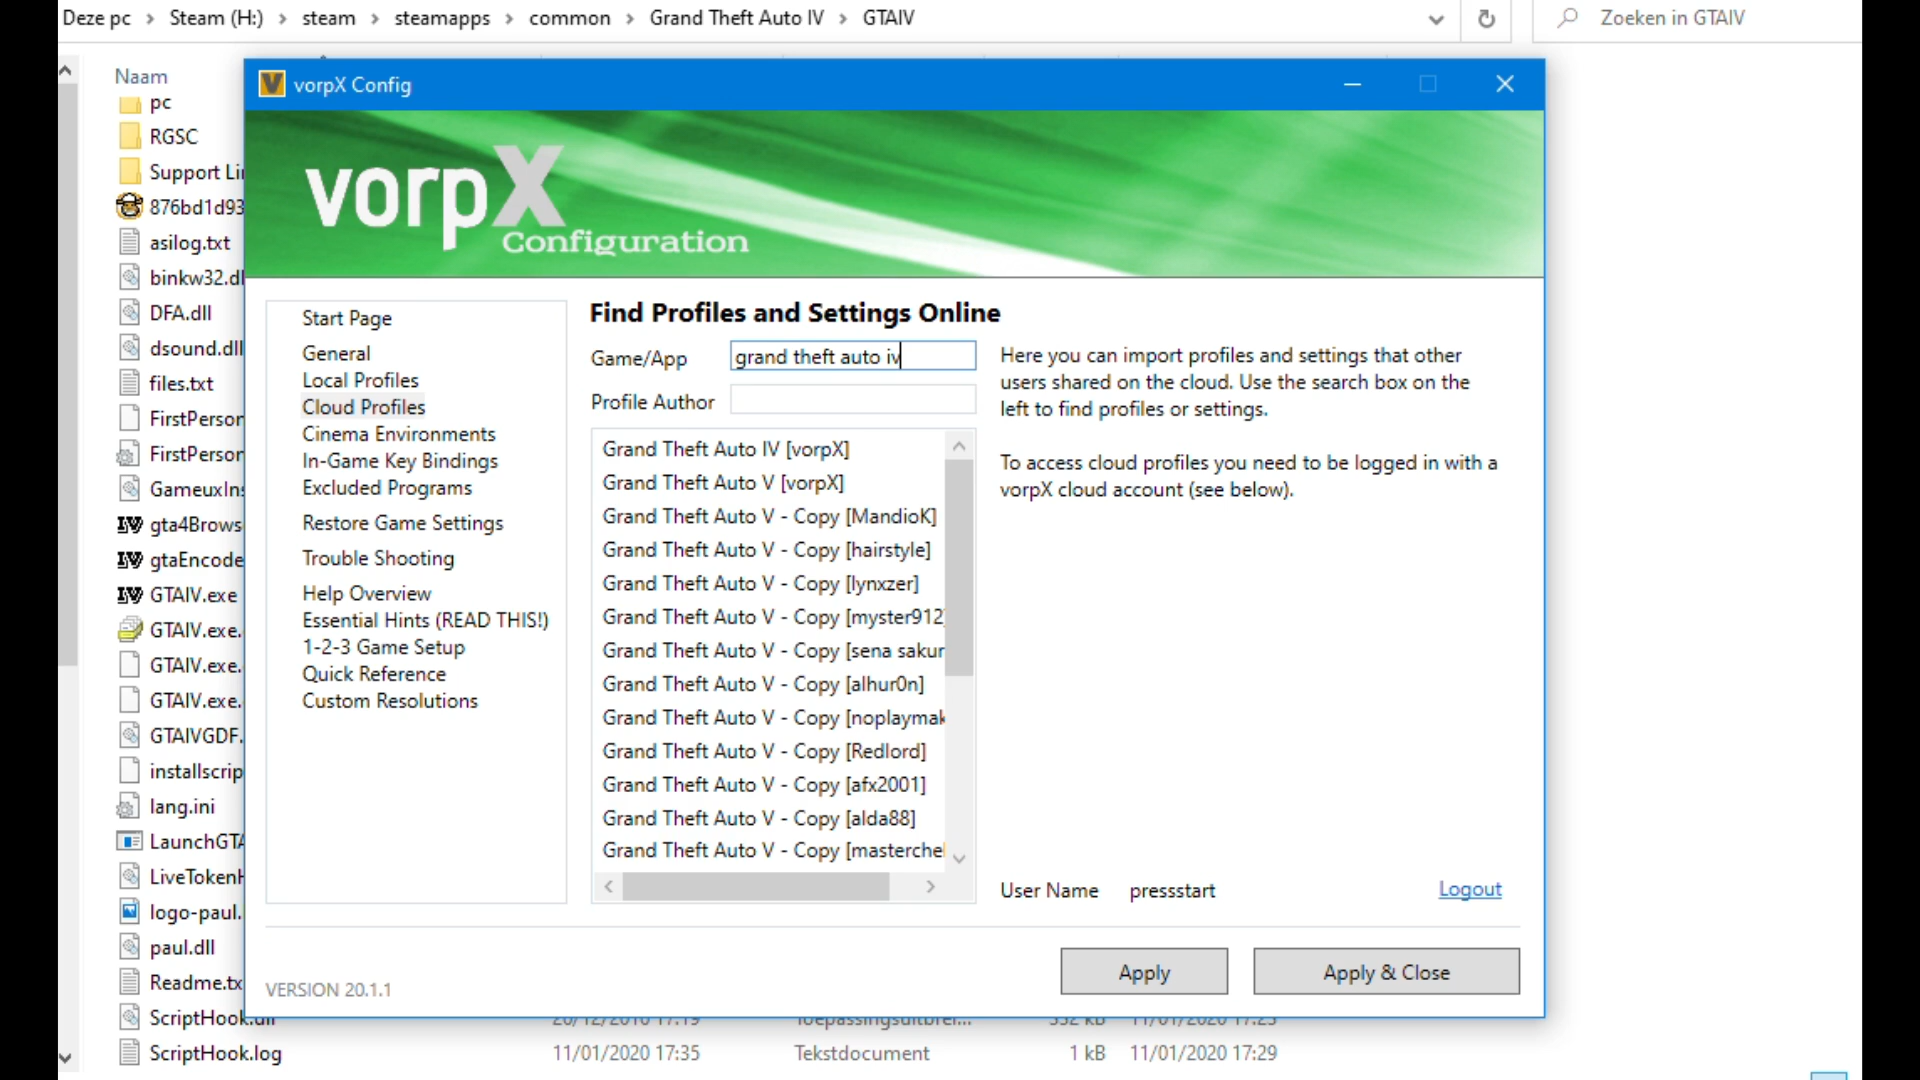 Deze pc > Steam (H:) > steam > steamapps > common > Grand Theft Auto IV > GTAIV
Zoeken in GTAIV
Naam
pc
RGSC
Support Li
876bd1d93
asilog.txt
binkw32.dl
DFA.dll
dsound.dll
files.txt
FirstPerson
FirstPerson
GameuxIns
gta4Brows
gtaEncode
GTAIV.exe
GTAIV.exe.
GTAIV.exe.
GTAIV.exe.
GTAIVGDF.
installscrip
lang.ini
LaunchGTA
LiveTokenH
logo-paul.
paul.dll
Readme.tx
ScriptHook.dll
ScriptHook.log
11/01/2020 17:35 Tekstdocument 1 kB 11/01/2020 17:29
vorpX Config
vorpX
Configuration
Start Page
General
Local Profiles
Cloud Profiles
Cinema Environments
In-Game Key Bindings
Excluded Programs
Restore Game Settings
Trouble Shooting
Help Overview
Essential Hints (READ THIS!)
1-2-3 Game Setup
Quick Reference
Custom Resolutions
Find Profiles and Settings Online
Game/App grand theft auto iv
Profile Author
Grand Theft Auto IV [vorpX]
Grand Theft Auto V [vorpX]
Grand Theft Auto V - Copy [MandioK]
Grand Theft Auto V - Copy [hairstyle]
Grand Theft Auto V - Copy [lynxzer]
Grand Theft Auto V - Copy [myster912]
Grand Theft Auto V - Copy [sena sakur
Grand Theft Auto V - Copy [alhur0n]
Grand Theft Auto V - Copy [noplaymak
Grand Theft Auto V - Copy [Redlord]
Grand Theft Auto V - Copy [afx2001]
Grand Theft Auto V - Copy [alda88]
Grand Theft Auto V - Copy [masterche
Here you can import profiles and settings that other
users shared on the cloud. Use the search box on the
left to find profiles or settings.
To access cloud profiles you need to be logged in with a
vorpX cloud account (see below).
User Name pressstart Logout
Apply
Apply & Close
VERSION 20.1.1